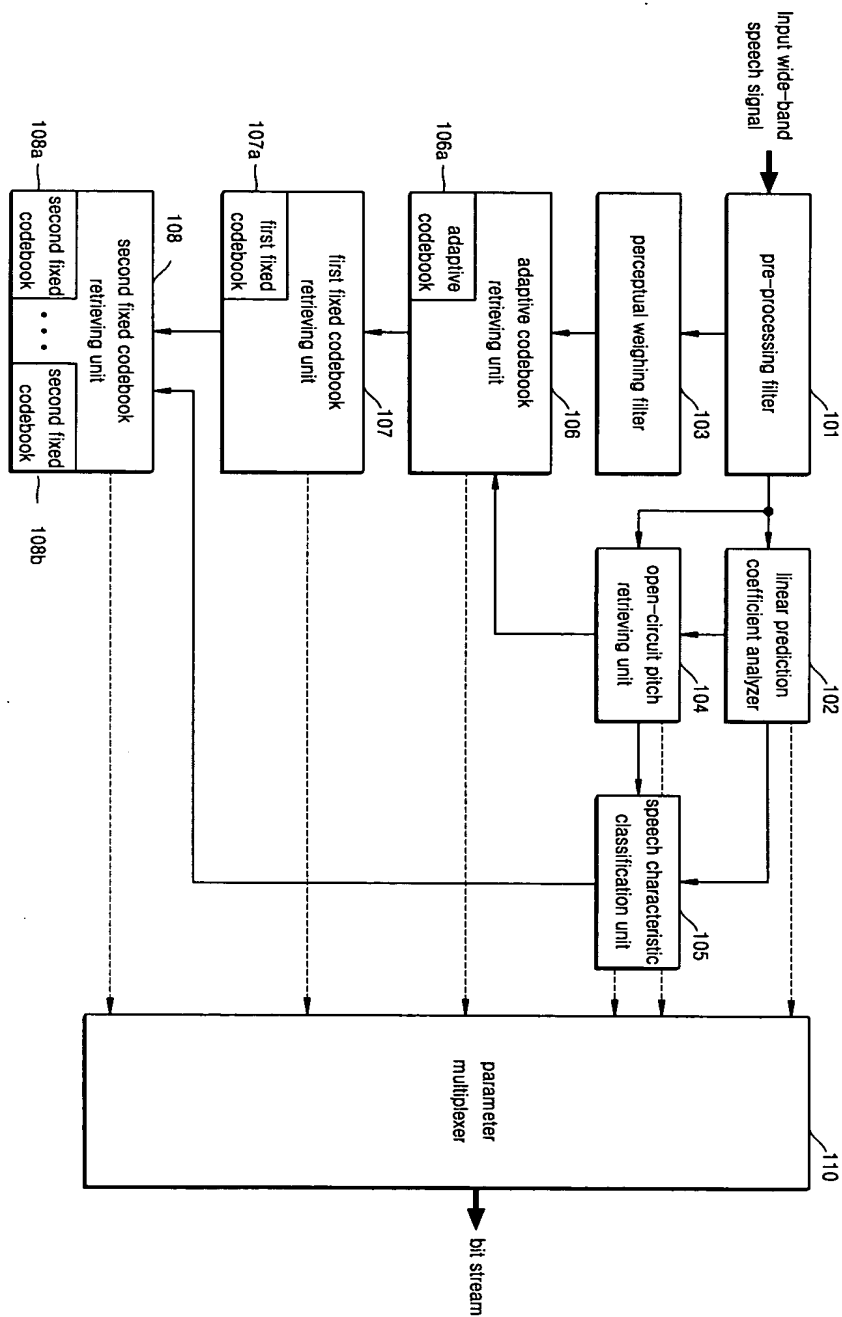 Input wide-band
speech signal
pre-processing filter
101
linear prediction
coefficient analyzer
102
perceptual weighing filter
103
open-circuit pitch
retrieving unit
104
speech characteristic
classification unit
105
adaptive codebook
retrieving unit
106
adaptive
codebook
106a
first fixed codebook
retrieving unit
107
first fixed
codebook
107a
second fixed codebook
retrieving unit
108
second fixed
codebook
108a
• • •
second fixed
codebook
108b
parameter
multiplexer
110
bit stream